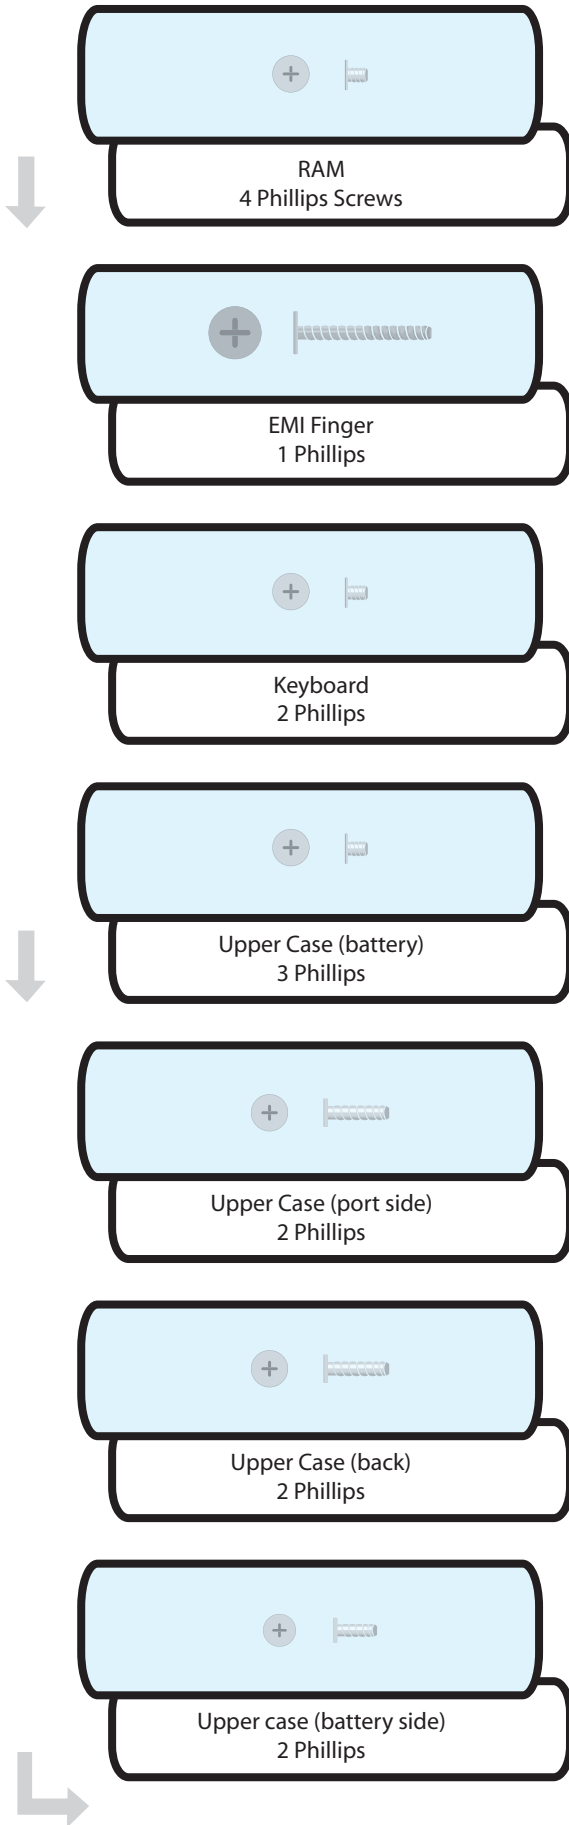 RAM
4 Phillips Screws
EMI Finger
1 Phillips
Keyboard
2 Phillips
Upper Case (battery)
3 Phillips
Upper Case (port side)
2 Phillips
Upper Case (back)
2 Phillips
Upper case (battery side)
2 Phillips